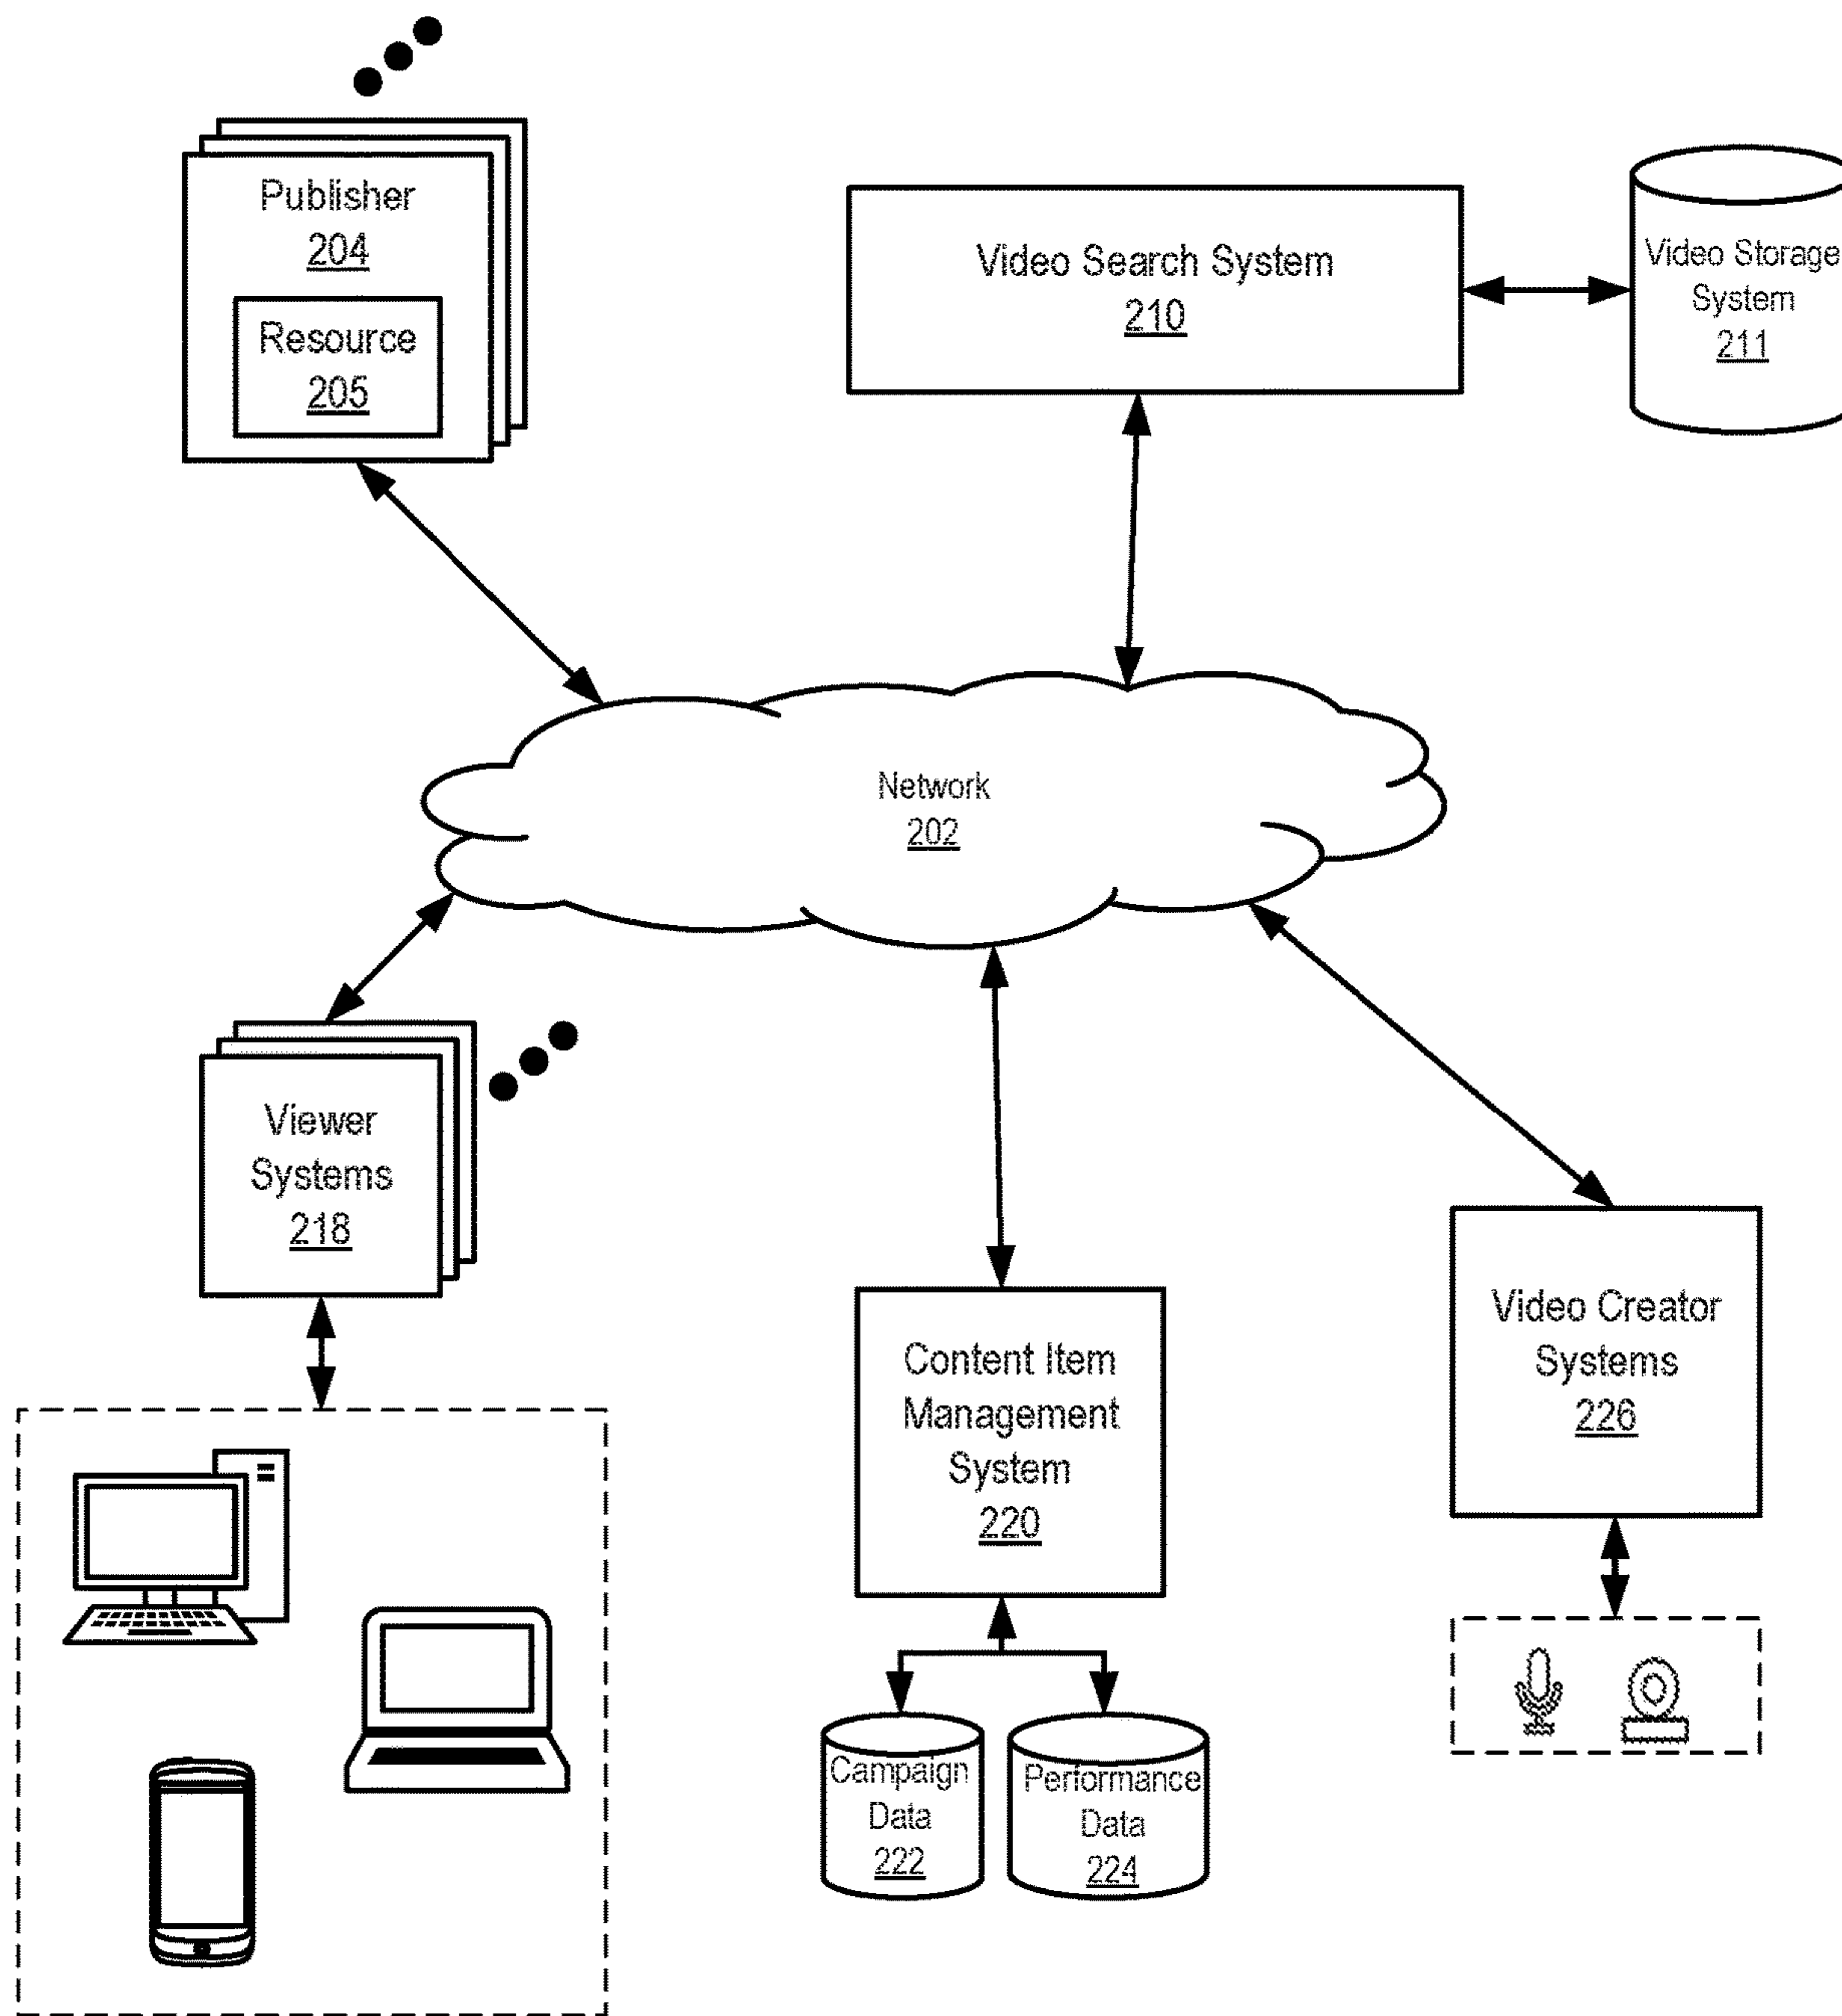 Publisher
204
Resource
205
Video Search System
210
Video Storage
System
211
Network
202
Viewer
Systems
218
Content Item
Management
System
220
Video Creator
Systems
226
Campaign
Data
222
Performance
Data
224